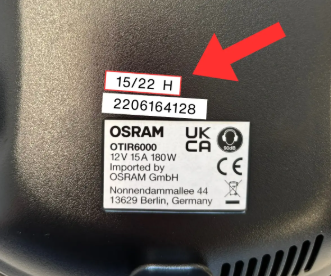 15/22 H
2206164128
OSRAM
UK
CA
OTIR6000
12V 15A 180W
Imported by
OSRAM GmbH
CE
Nonnendammallee 44
13629 Berlin, Germany